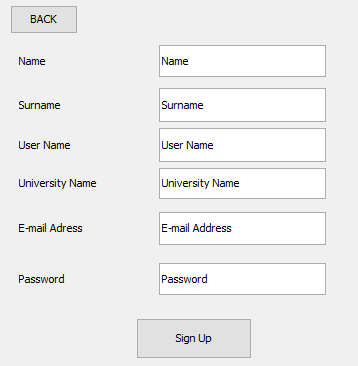 BACK
Name Name
Surname Surname
User Name User Name
University Name University Name
E-mail Adress E-mail Address
Password Password
Sign Up